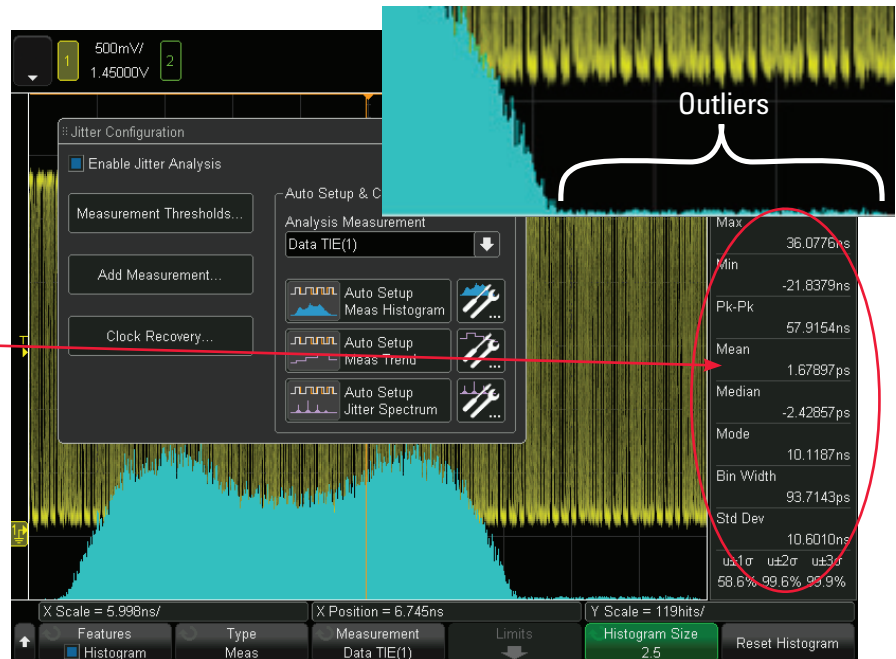 500mV/
1
1.45000V
2
Outliers
Jitter Configuration
Enable Jitter Analysis
Measurement Thresholds...
Add Measurement...
Clock Recovery...
Auto Setup & C
Analysis Measurement
Data TIE(1)
Auto Setup
Meas Histogram
...
Auto Setup
Meas Trend
...
Auto Setup
Jitter Spectrum
...
T
1
Max
36.0776ns
Min
-21.8379ns
Pk-Pk
57.9154ns
Mean
1.67897ps
Median
-2.42857ps
Mode
10.1187ns
Bin Width
93.7143ps
Std Dev
10.6010ns
u±1σ u±2σ u±3σ
58.6% 99.6% 99.9%
X Scale = 5.998ns/
X Position = 6.745ns
Y Scale = 119hits/
Features
Histogram
Type
Meas
Measurement
Data TIE(1)
Limits
Histogram Size
2.5
Reset Histogram